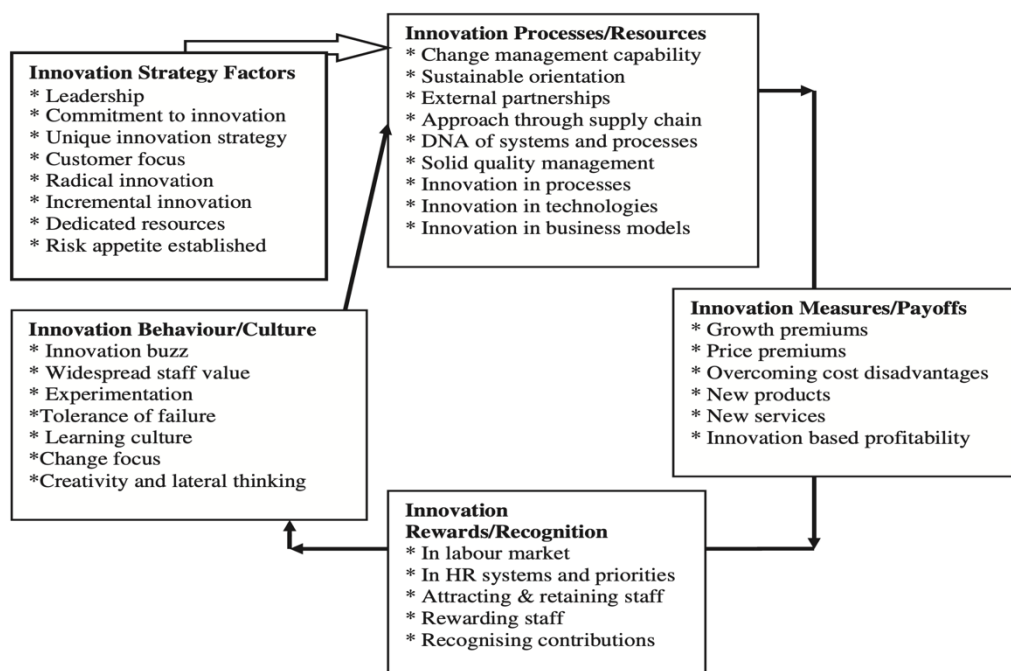 Innovation Strategy Factors
* Leadership
* Commitment to innovation
* Unique innovation strategy
* Customer focus
* Radical innovation
* Incremental innovation
* Dedicated resources
* Risk appetite established
Innovation Processes/Resources
* Change management capability
* Sustainable orientation
* External partnerships
* Approach through supply chain
* DNA of systems and processes
* Solid quality management
* Innovation in processes
* Innovation in technologies
* Innovation in business models
Innovation Measures/Payoffs
* Growth premiums
* Price premiums
* Overcoming cost disadvantages
* New products
* New services
* Innovation based profitability
Innovation
Rewards/Recognition
* In labour market
* In HR systems and priorities
* Attracting & retaining staff
* Rewarding staff
* Recognising contributions
Innovation Behaviour/Culture
* Innovation buzz
* Widespread staff value
* Experimentation
*Tolerance of failure
* Learning culture
*Change focus
*Creativity and lateral thinking